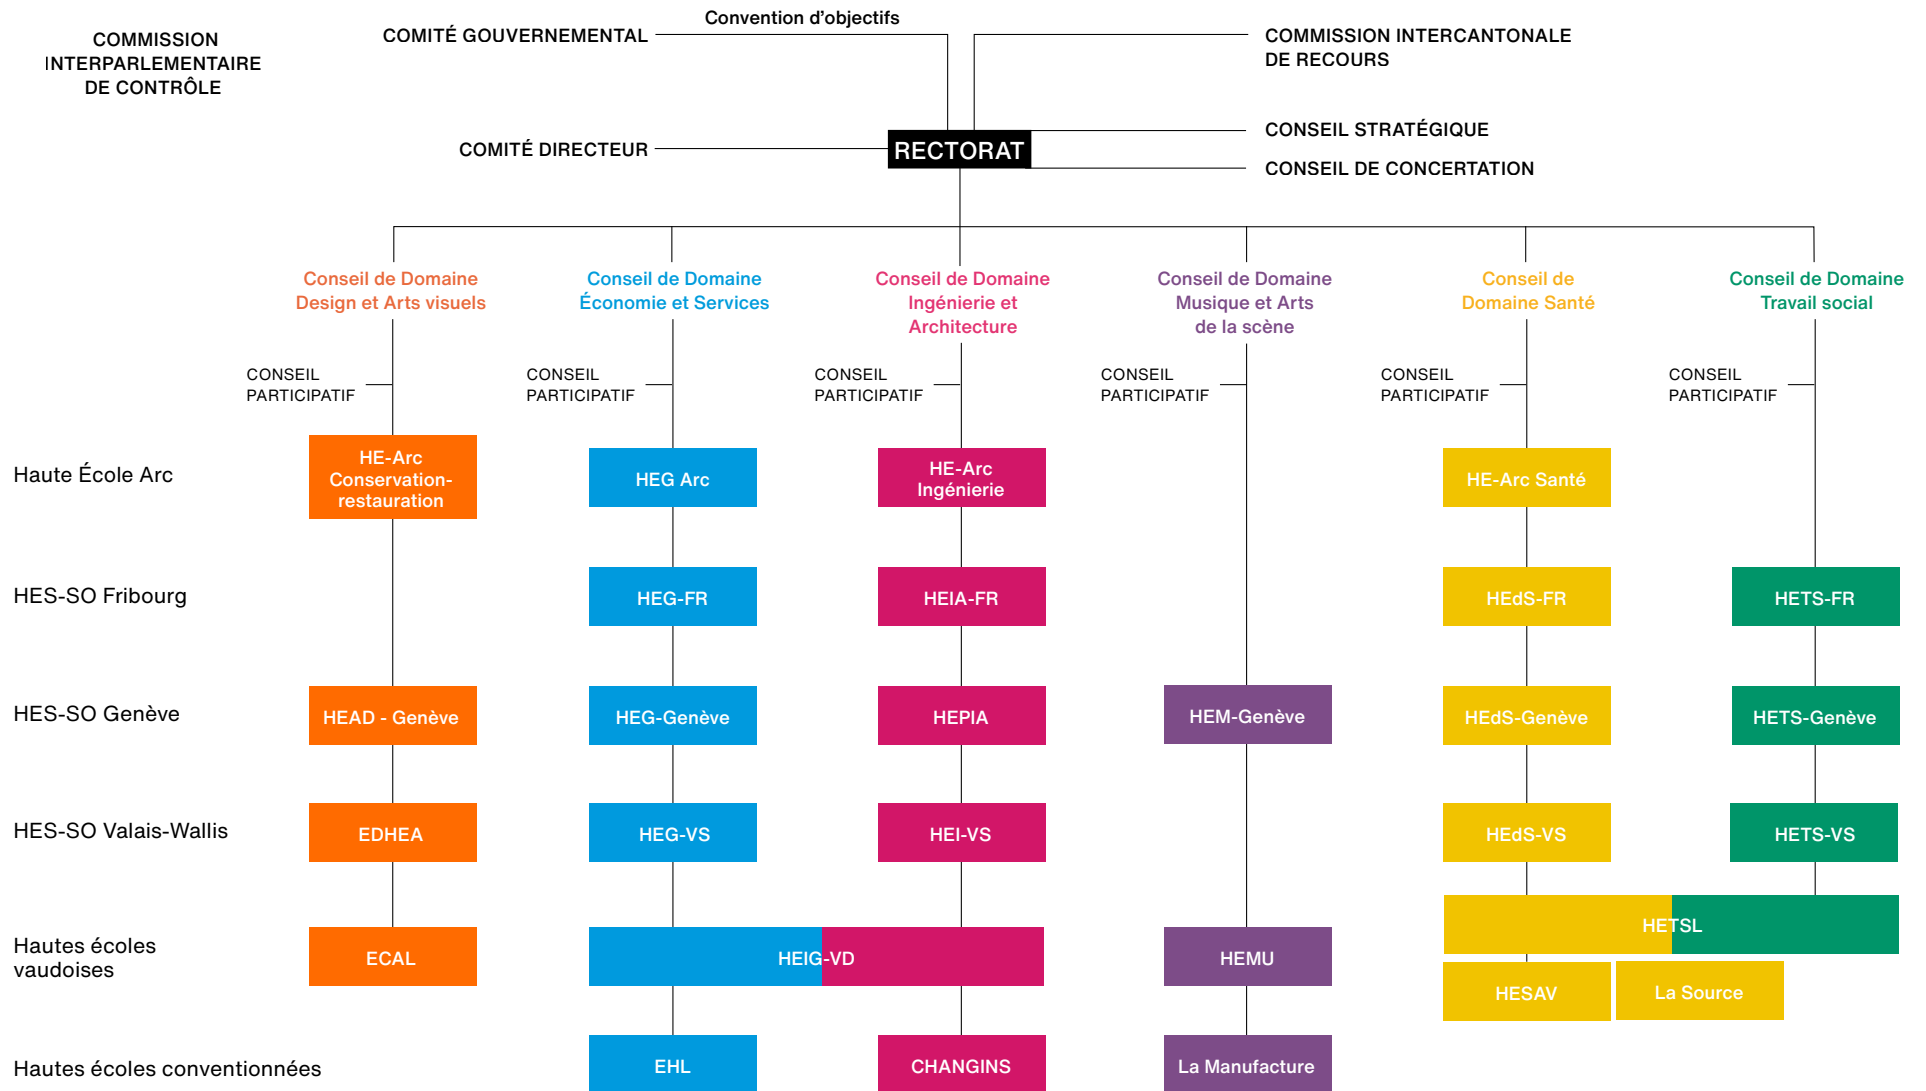 Convention d'objectifs
COMMISSION
INTERPARLEMENTAIRE
DE CONTRÔLE
COMITÉ GOUVERNEMENTAL
COMMISSION INTERCANTONALE
DE RECOURS
CONSEIL STRATÉGIQUE
COMITÉ DIRECTEUR
RECTORAT
CONSEIL DE CONCERTATION
Conseil de Domaine
Design et Arts visuels
Conseil de Domaine
Économie et Services
Conseil de Domaine
Ingénierie et
Architecture
Conseil de Domaine
Musique et Arts
de la scène
Conseil de
Domaine Santé
Conseil de Domaine
Travail social
CONSEIL
PARTICIPATIF
CONSEIL
PARTICIPATIF
CONSEIL
PARTICIPATIF
CONSEIL
PARTICIPATIF
CONSEIL
PARTICIPATIF
CONSEIL
PARTICIPATIF
Haute École Arc
HE-Arc
Conservation-
restauration
HEG Arc
HE-Arc
Ingénierie
HE-Arc Santé
HES-SO Fribourg
HEG-FR
HEIA-FR
HEdS-FR
HETS-FR
HES-SO Genève
HEAD - Genève
HEG-Genève
HEPIA
HEM-Genève
HEdS-Genève
HETS-Genève
HES-SO Valais-Wallis
EDHEA
HEG-VS
HEI-VS
HEdS-VS
HETS-VS
Hautes écoles
vaudoises
ECAL
HEIG-VD
HEMU
HETSL
HESAV
La Source
Hautes écoles conventionnées
EHL
CHANGINS
La Manufacture